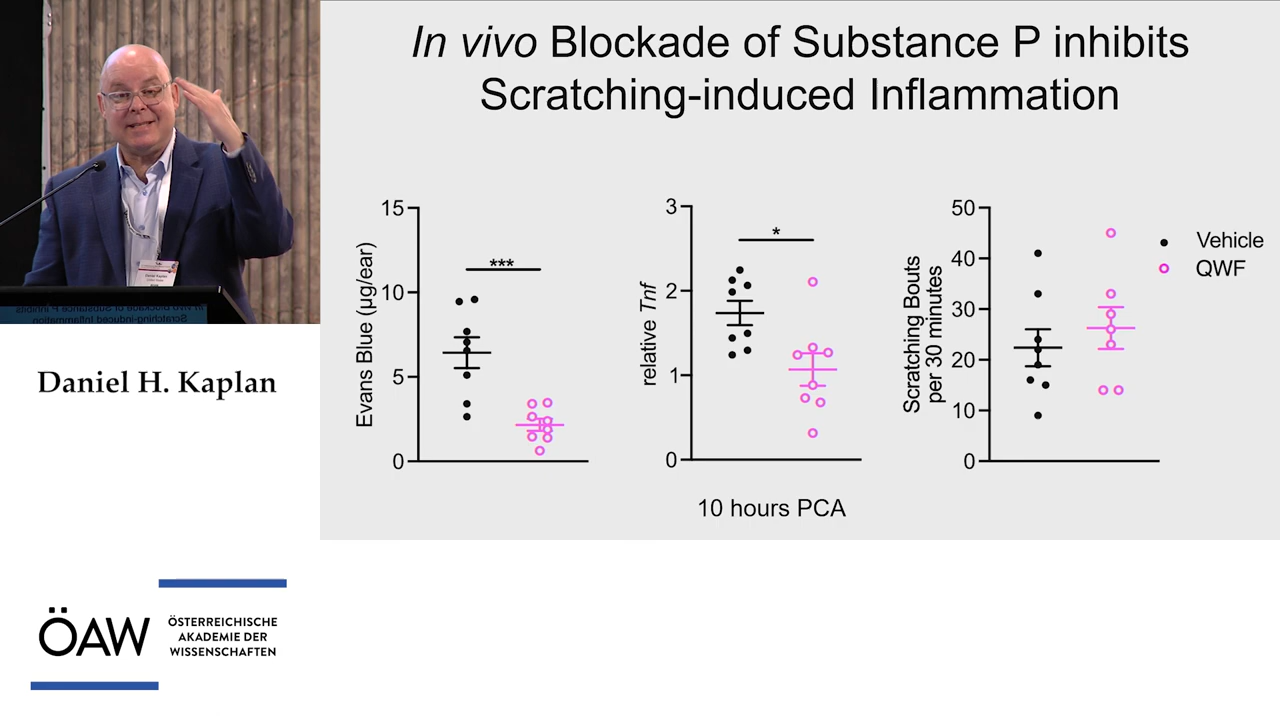 In vivo Blockade of Substance P inhibits
Scratching-induced Inflammation
Daniel H. Kaplan
Evans Blue (µg/ear)
15
10
5
0
***
relative Tnf
3
2
1
0
*
Scratching Bouts
per 30 minutes
50
40
30
20
10
0
Vehicle
QWF
10 hours PCA
ÖAW
ÖSTERREICHISCHE
AKADEMIE DER
WISSENSCHAFTEN